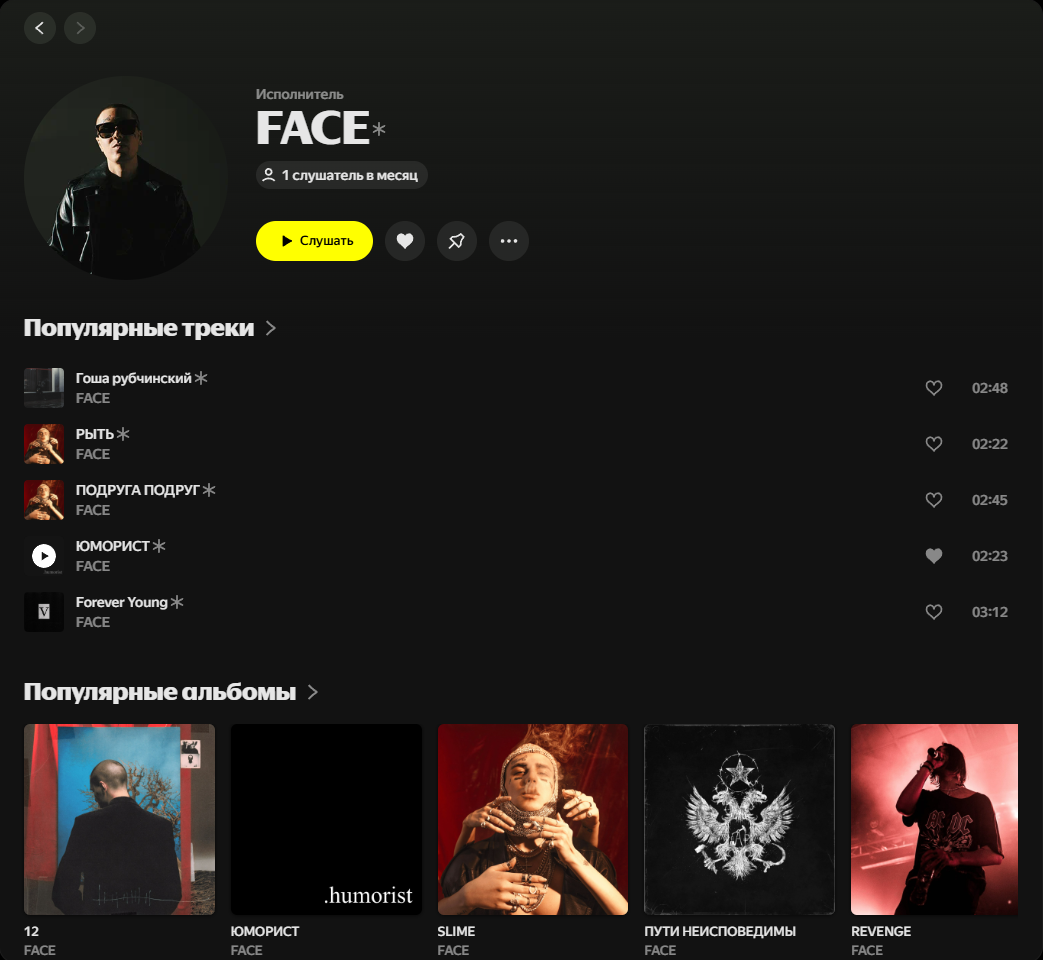 Исполнитель
FACE*
1 слушатель в месяц
Слушать
Популярные треки
Гоша рубчинский*
FACE
02:48
РЫТЬ*
FACE
02:22
ПОДРУГА ПОДРУГ*
FACE
02:45
ЮМОРИСТ*
FACE
02:23
V
Forever Young*
FACE
03:12
Популярные альбомы
.humorist
12
FACE
ЮМОРИСТ
FACE
SLIME
FACE
ПУТИ НЕИСПОВЕДИМЫ
FACE
REVENGE
FACE